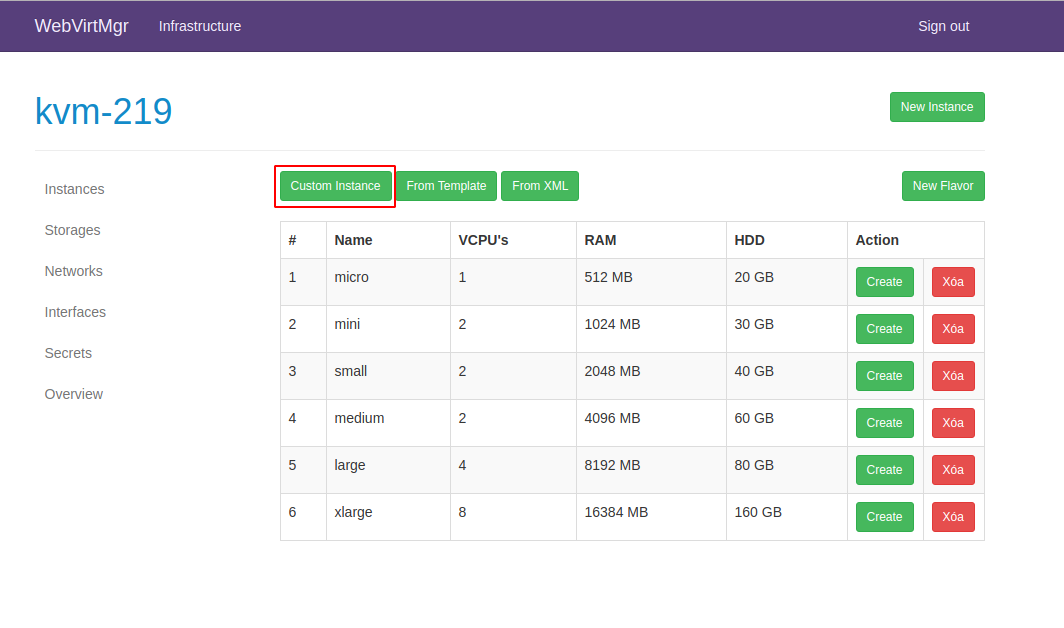 WebVirtMgr Infrastructure Sign out
kvm-219 New Instance
Instances
Storages
Networks
Interfaces
Secrets
Overview
Custom Instance From Template From XML New Flavor
# Name VCPU's RAM HDD Action
1 micro 1 512 MB 20 GB Create Xóa
2 mini 2 1024 MB 30 GB Create Xóa
3 small 2 2048 MB 40 GB Create Xóa
4 medium 2 4096 MB 60 GB Create Xóa
5 large 4 8192 MB 80 GB Create Xóa
6 xlarge 8 16384 MB 160 GB Create Xóa